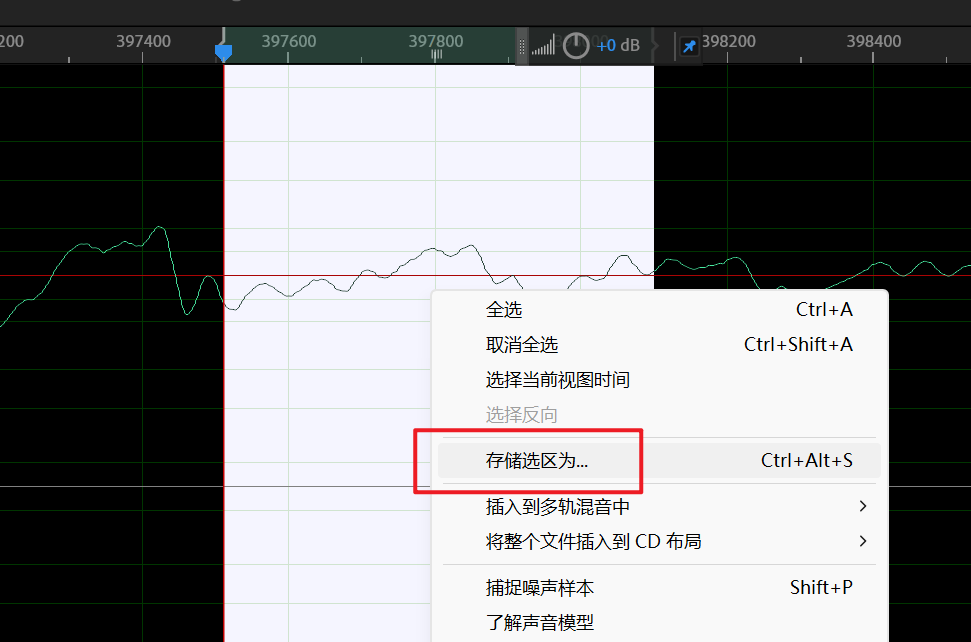 200 397400 397600 397800 +0 dB 398200 398400
全选 Ctrl+A
取消全选 Ctrl+Shift+A
选择当前视图时间
选择反向
存储选区为... Ctrl+Alt+S
插入到多轨混音中
将整个文件插入到 CD 布局
捕捉噪声样本 Shift+P
了解声音模型